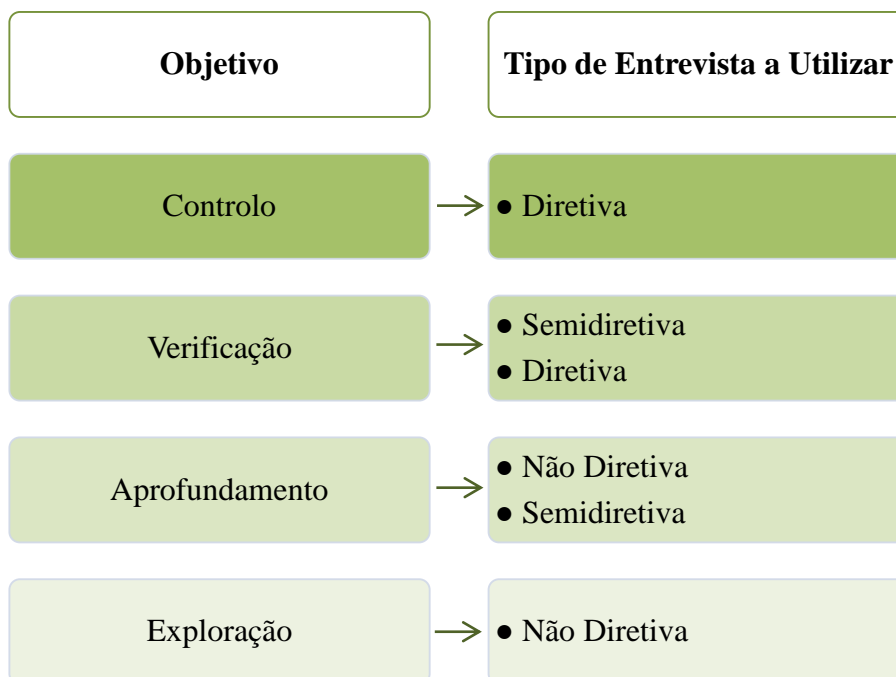 Objetivo
Tipo de Entrevista a Utilizar
Controlo
● Diretiva
Verificação
● Semidiretiva
● Diretiva
Aprofundamento
● Não Diretiva
● Semidiretiva
Exploração
● Não Diretiva